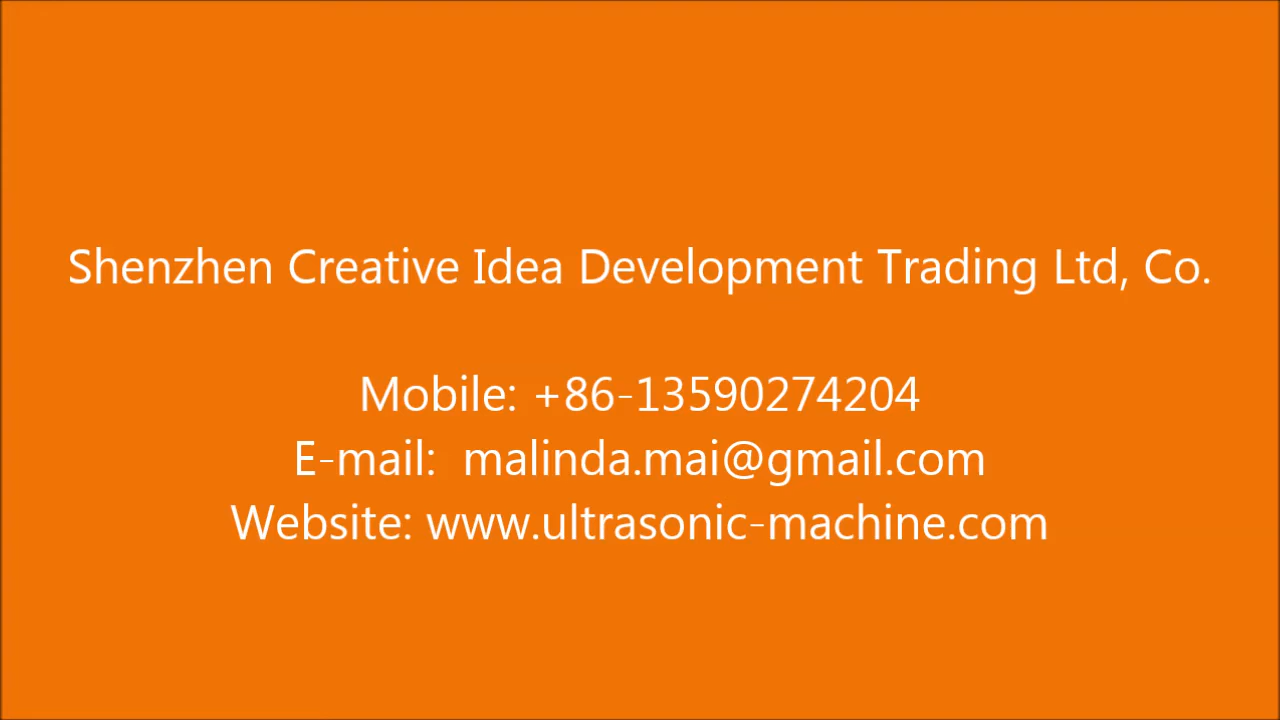 Shenzhen Creative Idea Development Trading Ltd, Co.
Mobile: +86-13590274204
E-mail:  malinda.mai@gmail.com
Website: www.ultrasonic-machine.com